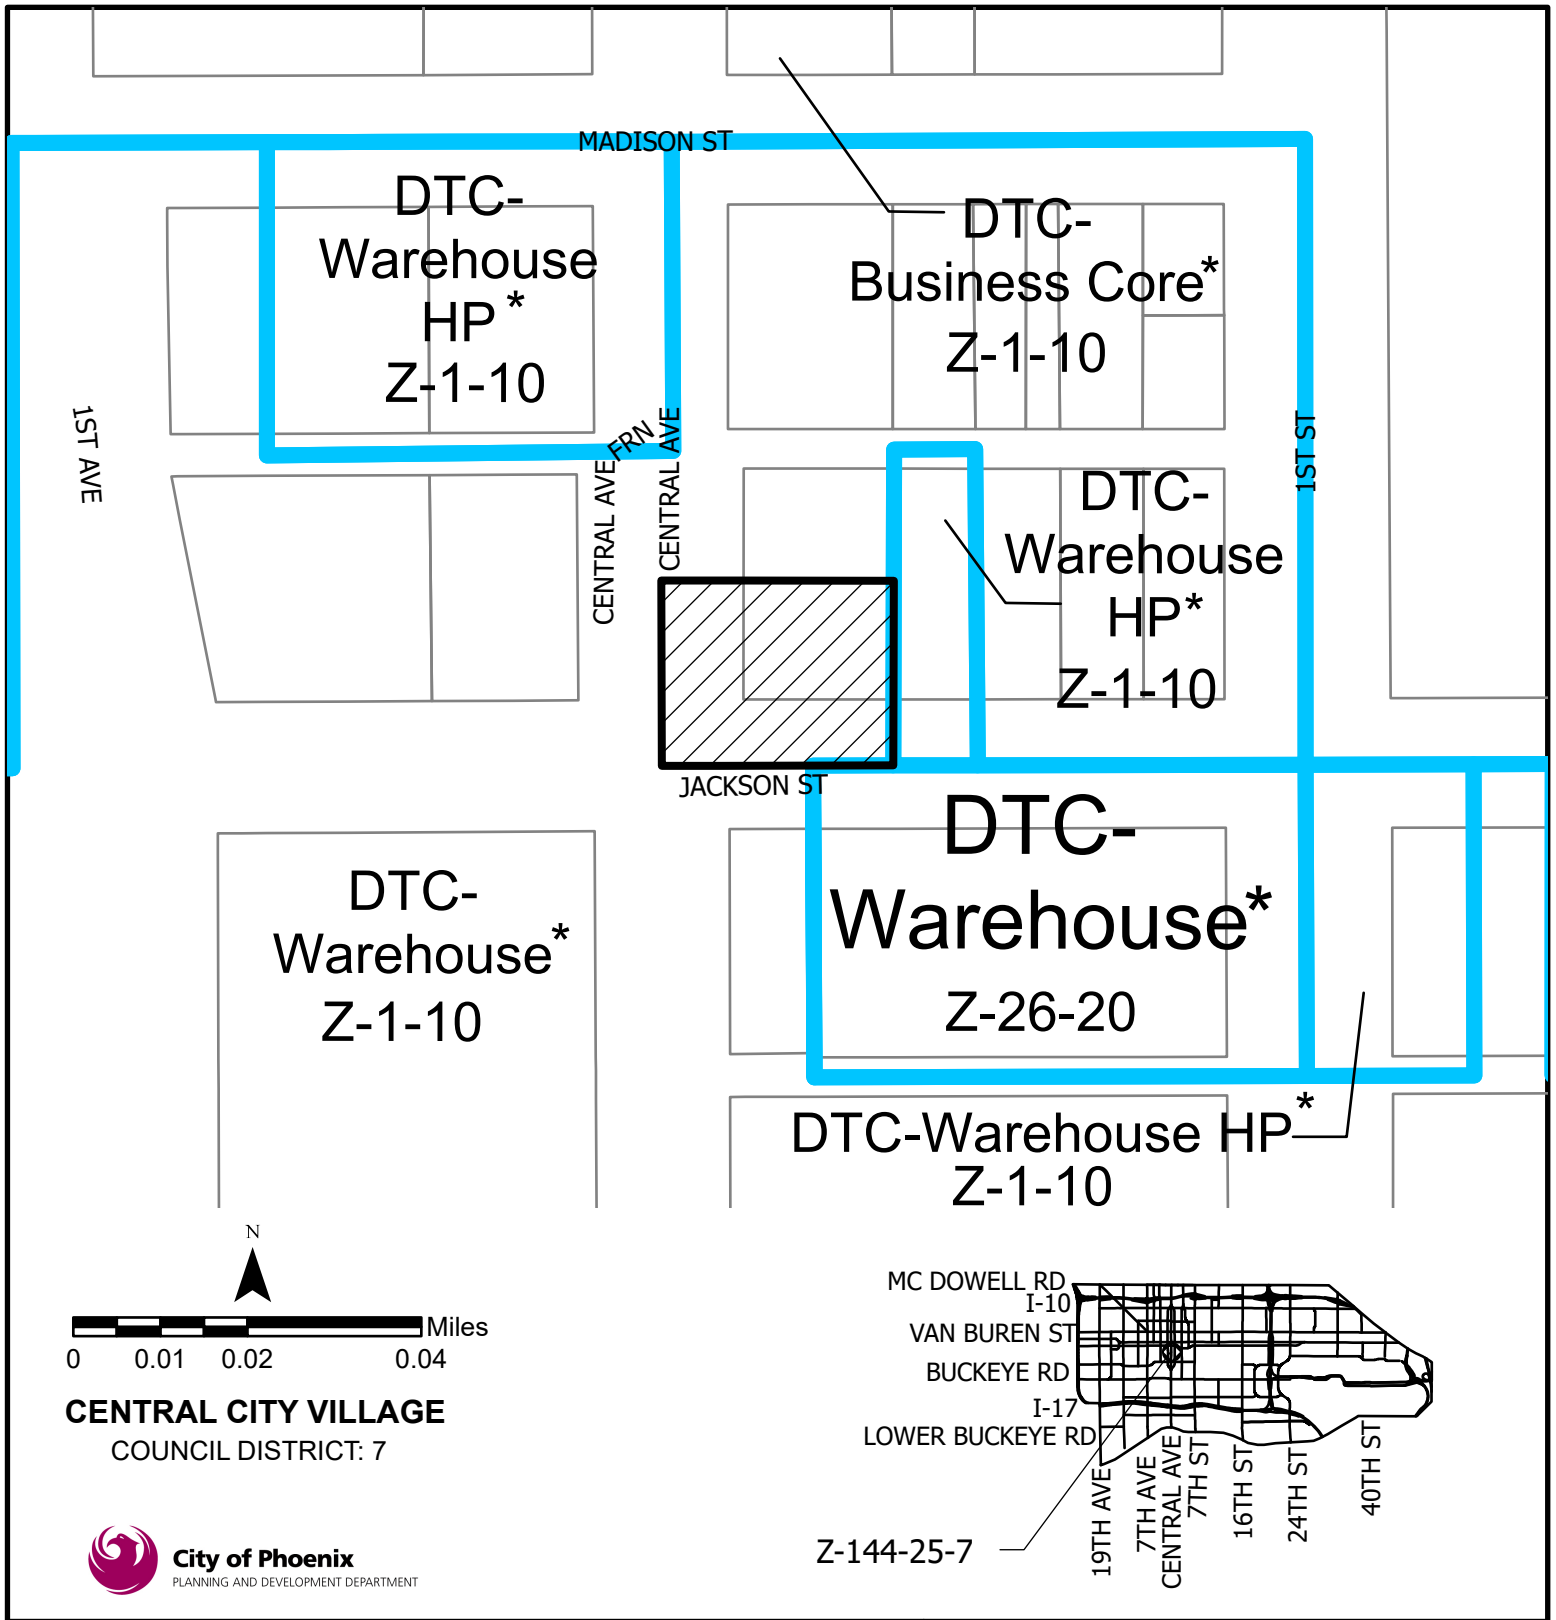 MADISON ST
DTC-
Warehouse
HP *
Z-1-10
DTC-
Business Core*
Z-1-10
1ST AVE
CENTRAL AVE FRN
CENTRAL AVE
1ST ST
DTC-
Warehouse
HP*
Z-1-10
JACKSON ST
DTC-
Warehouse*
Z-1-10
DTC-
Warehouse*
Z-26-20
DTC-Warehouse HP*
Z-1-10
N
Miles
0 0.01 0.02 0.04
CENTRAL CITY VILLAGE
COUNCIL DISTRICT: 7
City of Phoenix
PLANNING AND DEVELOPMENT DEPARTMENT
MC DOWELL RD
I-10
VAN BUREN ST
BUCKEYE RD
I-17
LOWER BUCKEYE RD
19TH AVE
7TH AVE
CENTRAL AVE
7TH ST
16TH ST
24TH ST
40TH ST
Z-144-25-7